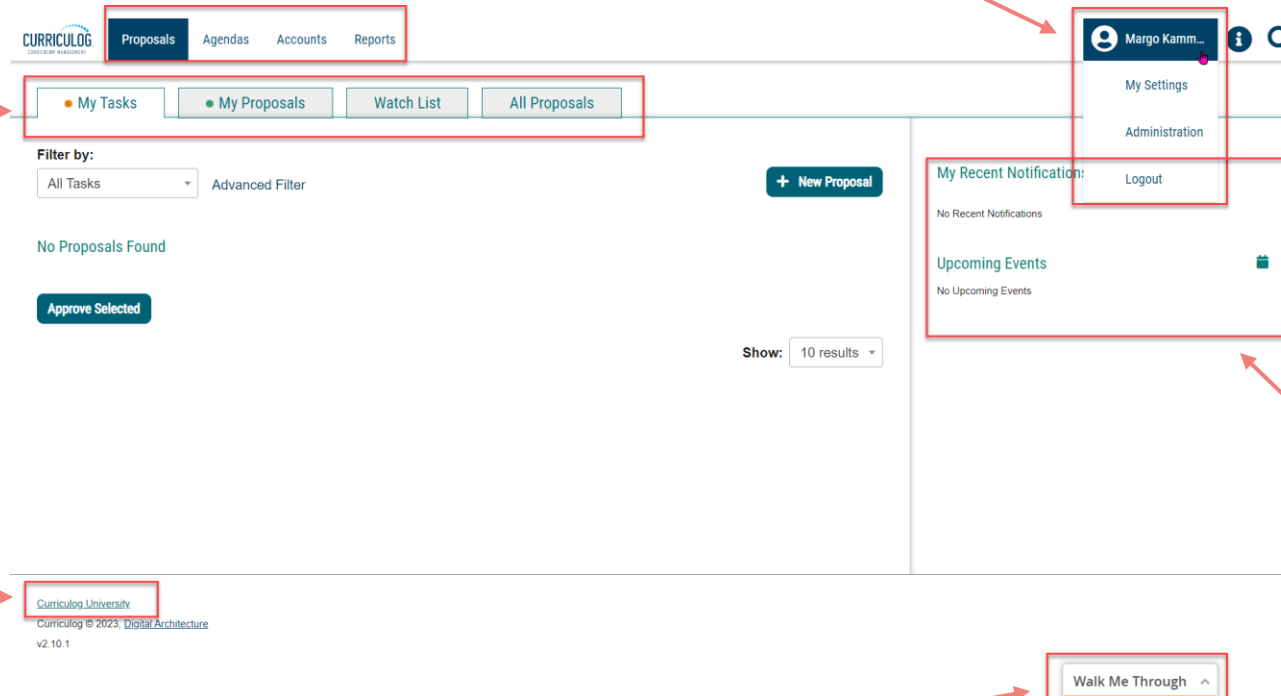 CURRICULOG
CURRICULUM MANAGEMENT
Proposals Agendas Accounts Reports
Margo Kamm...
My Settings
Administration
Logout
My Tasks My Proposals Watch List All Proposals
Filter by:
All Tasks Advanced Filter
+ New Proposal
No Proposals Found
Approve Selected
Show: 10 results
My Recent Notifications
No Recent Notifications
Upcoming Events
No Upcoming Events
Curriculog University
Curriculog © 2023, Digital Architecture
v2.10.1
Walk Me Through